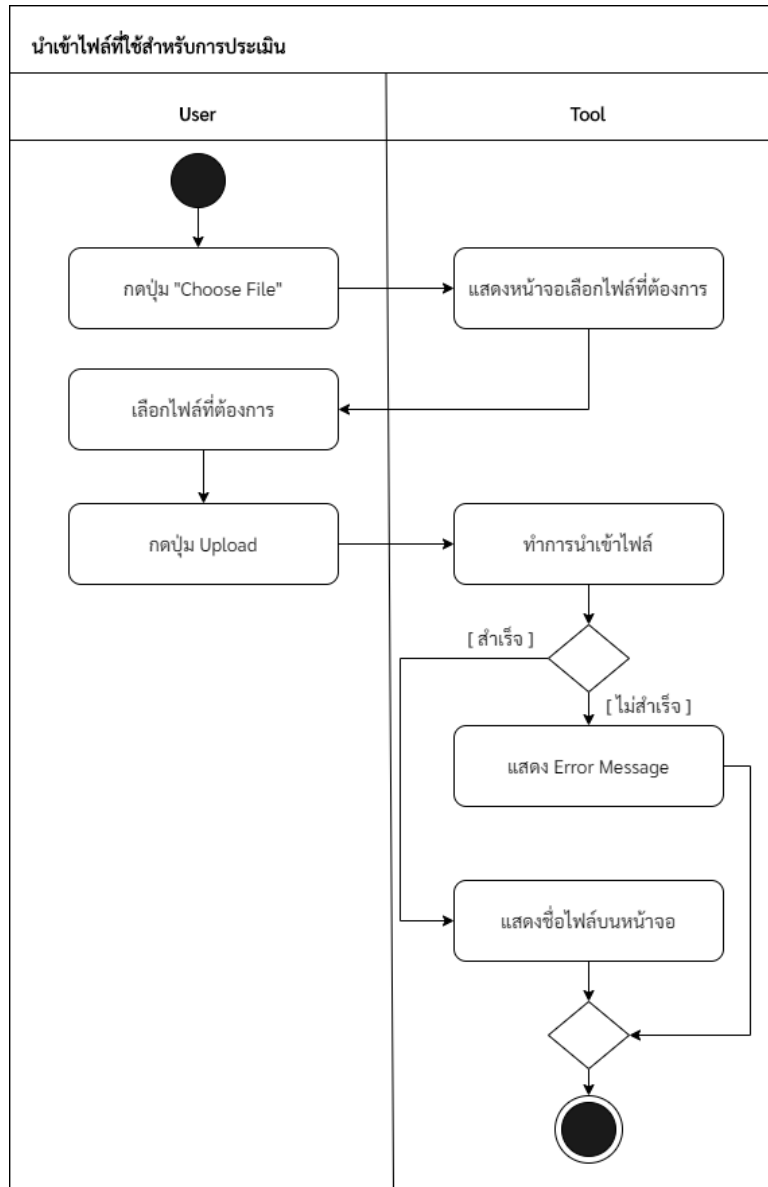 นำเข้าไฟล์ที่ใช้สำหรับการประเมิน
User
Tool
กดปุ่ม "Choose File"
แสดงหน้าจอเลือกไฟล์ที่ต้องการ
เลือกไฟล์ที่ต้องการ
กดปุ่ม Upload
ทำการนำเข้าไฟล์
[ สำเร็จ ]
[ ไม่สำเร็จ ]
แสดง Error Message
แสดงชื่อไฟล์บนหน้าจอ